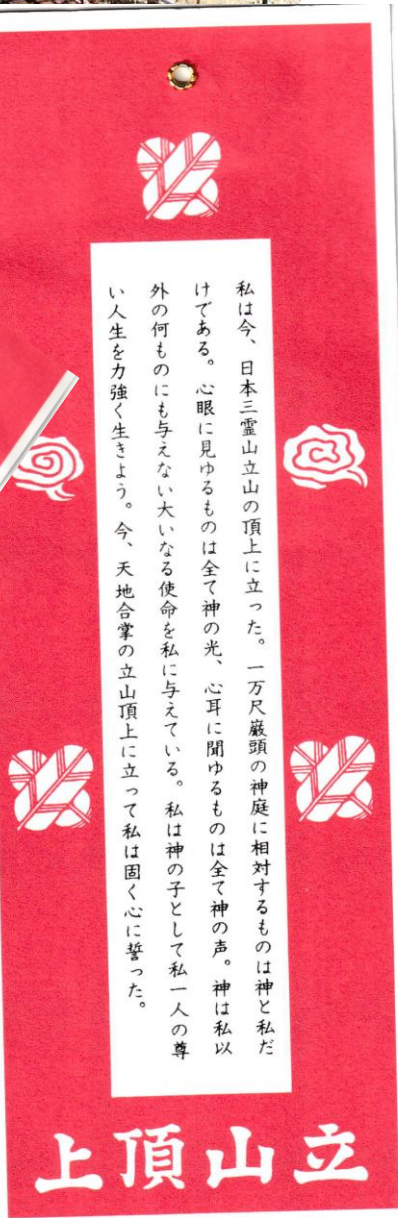 私は今、日本三霊山立山の頂上に立った。一万尺巌頭の神庭に相対するものは神と私だ
けである。心眼に見ゆるものは全て神の光、心耳に聞ゆるものは全て神の声。神は私以
外の何ものにも与えない大いなる使命を私に与えている。私は神の子として私一人の尊
い人生を力強く生きよう。今、天地合掌の立山頂上に立って私は固く心に誓った。
上頂山立